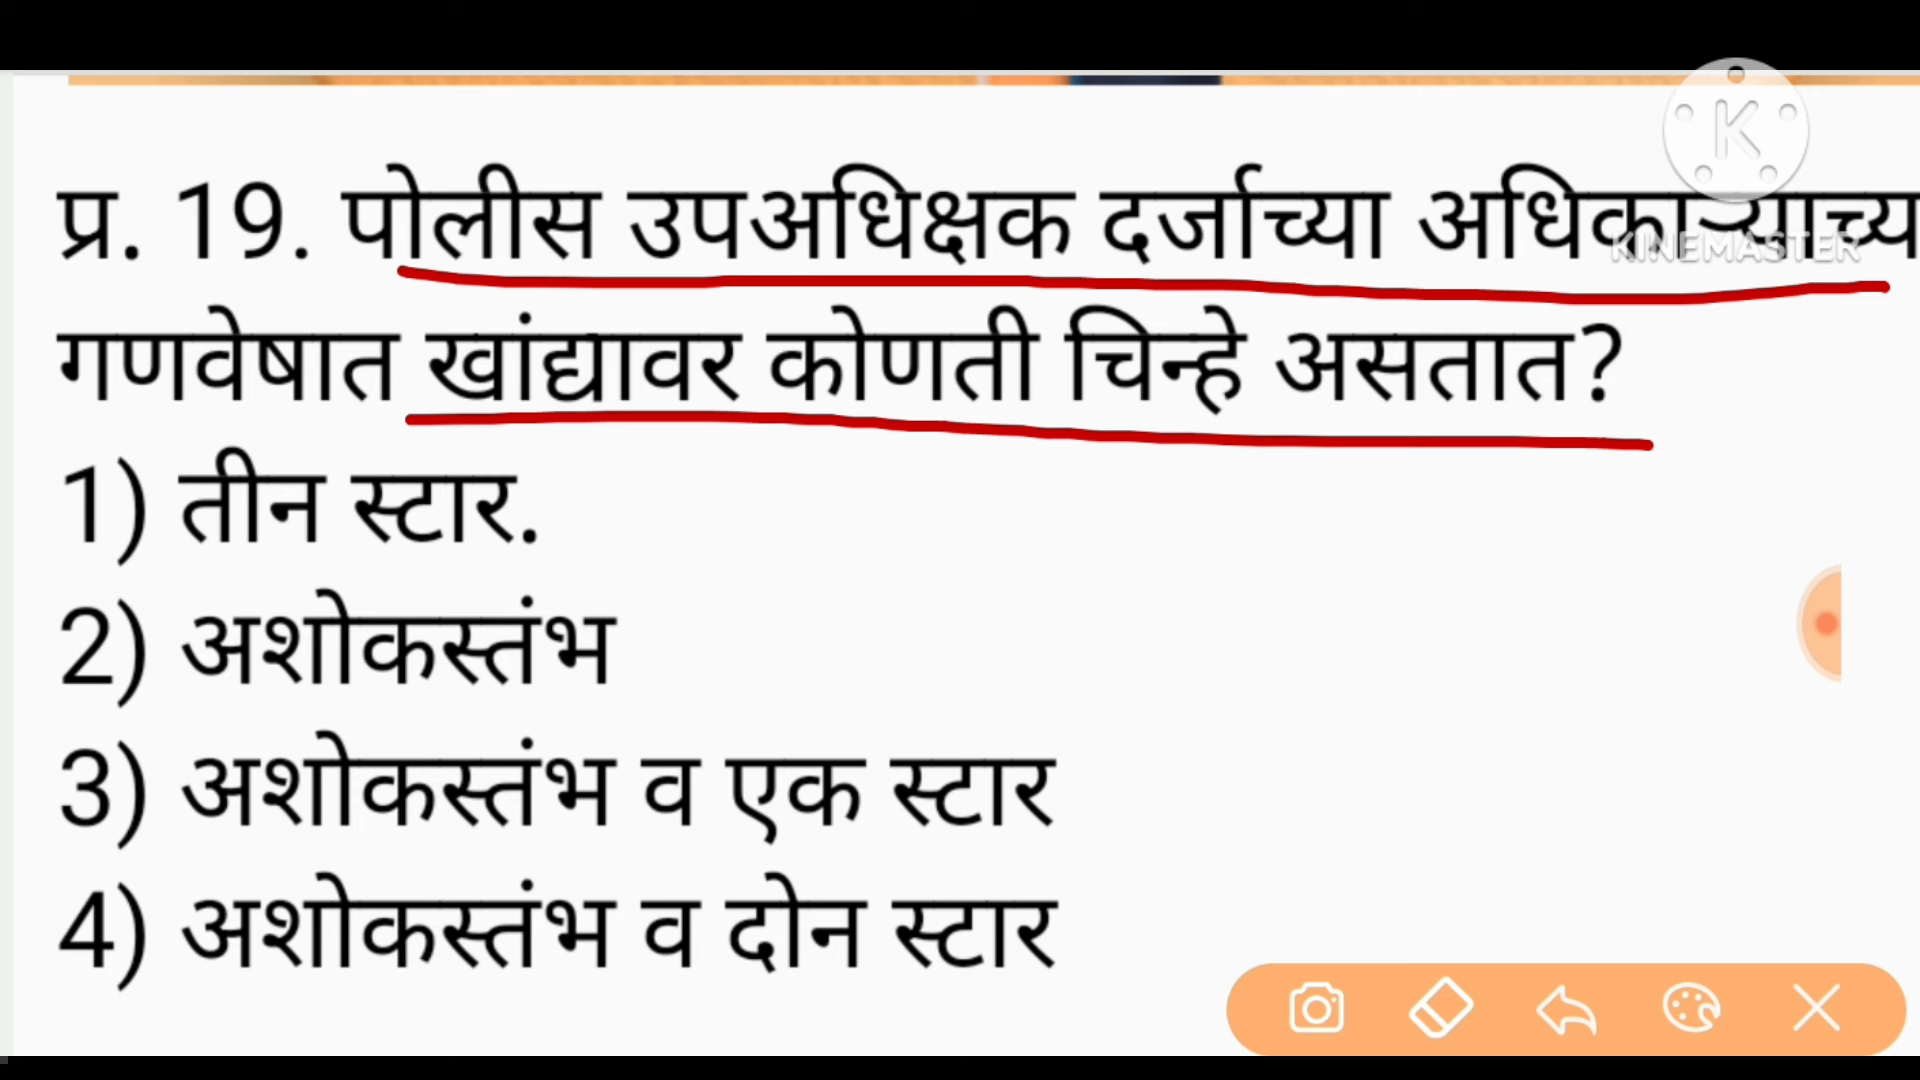 प्र. 19. पोलीस उपअधिक्षक दर्जाच्या अधिकाऱ्याच्य
KINEMASTER
गणवेषात खांद्यावर कोणती चिन्हे असतात?
1) तीन स्टार.
2) अशोकस्तंभ
3) अशोकस्तंभ व एक स्टार
4) अशोकस्तंभ व दोन स्टार